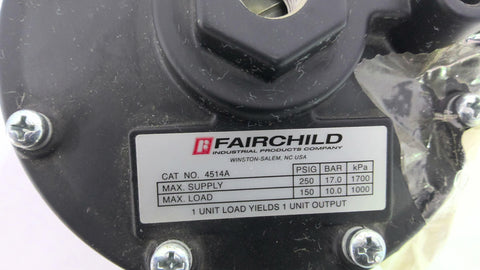 FAIRCHILD
INDUSTRIAL PRODUCTS COMPANY
WINSTON-SALEM, NC USA
CAT NO. 4514A PSIG BAR kPa
MAX. SUPPLY 250 17.0 1700
MAX. LOAD 150 10.0 1000
1 UNIT LOAD YIELDS 1 UNIT OUTPUT